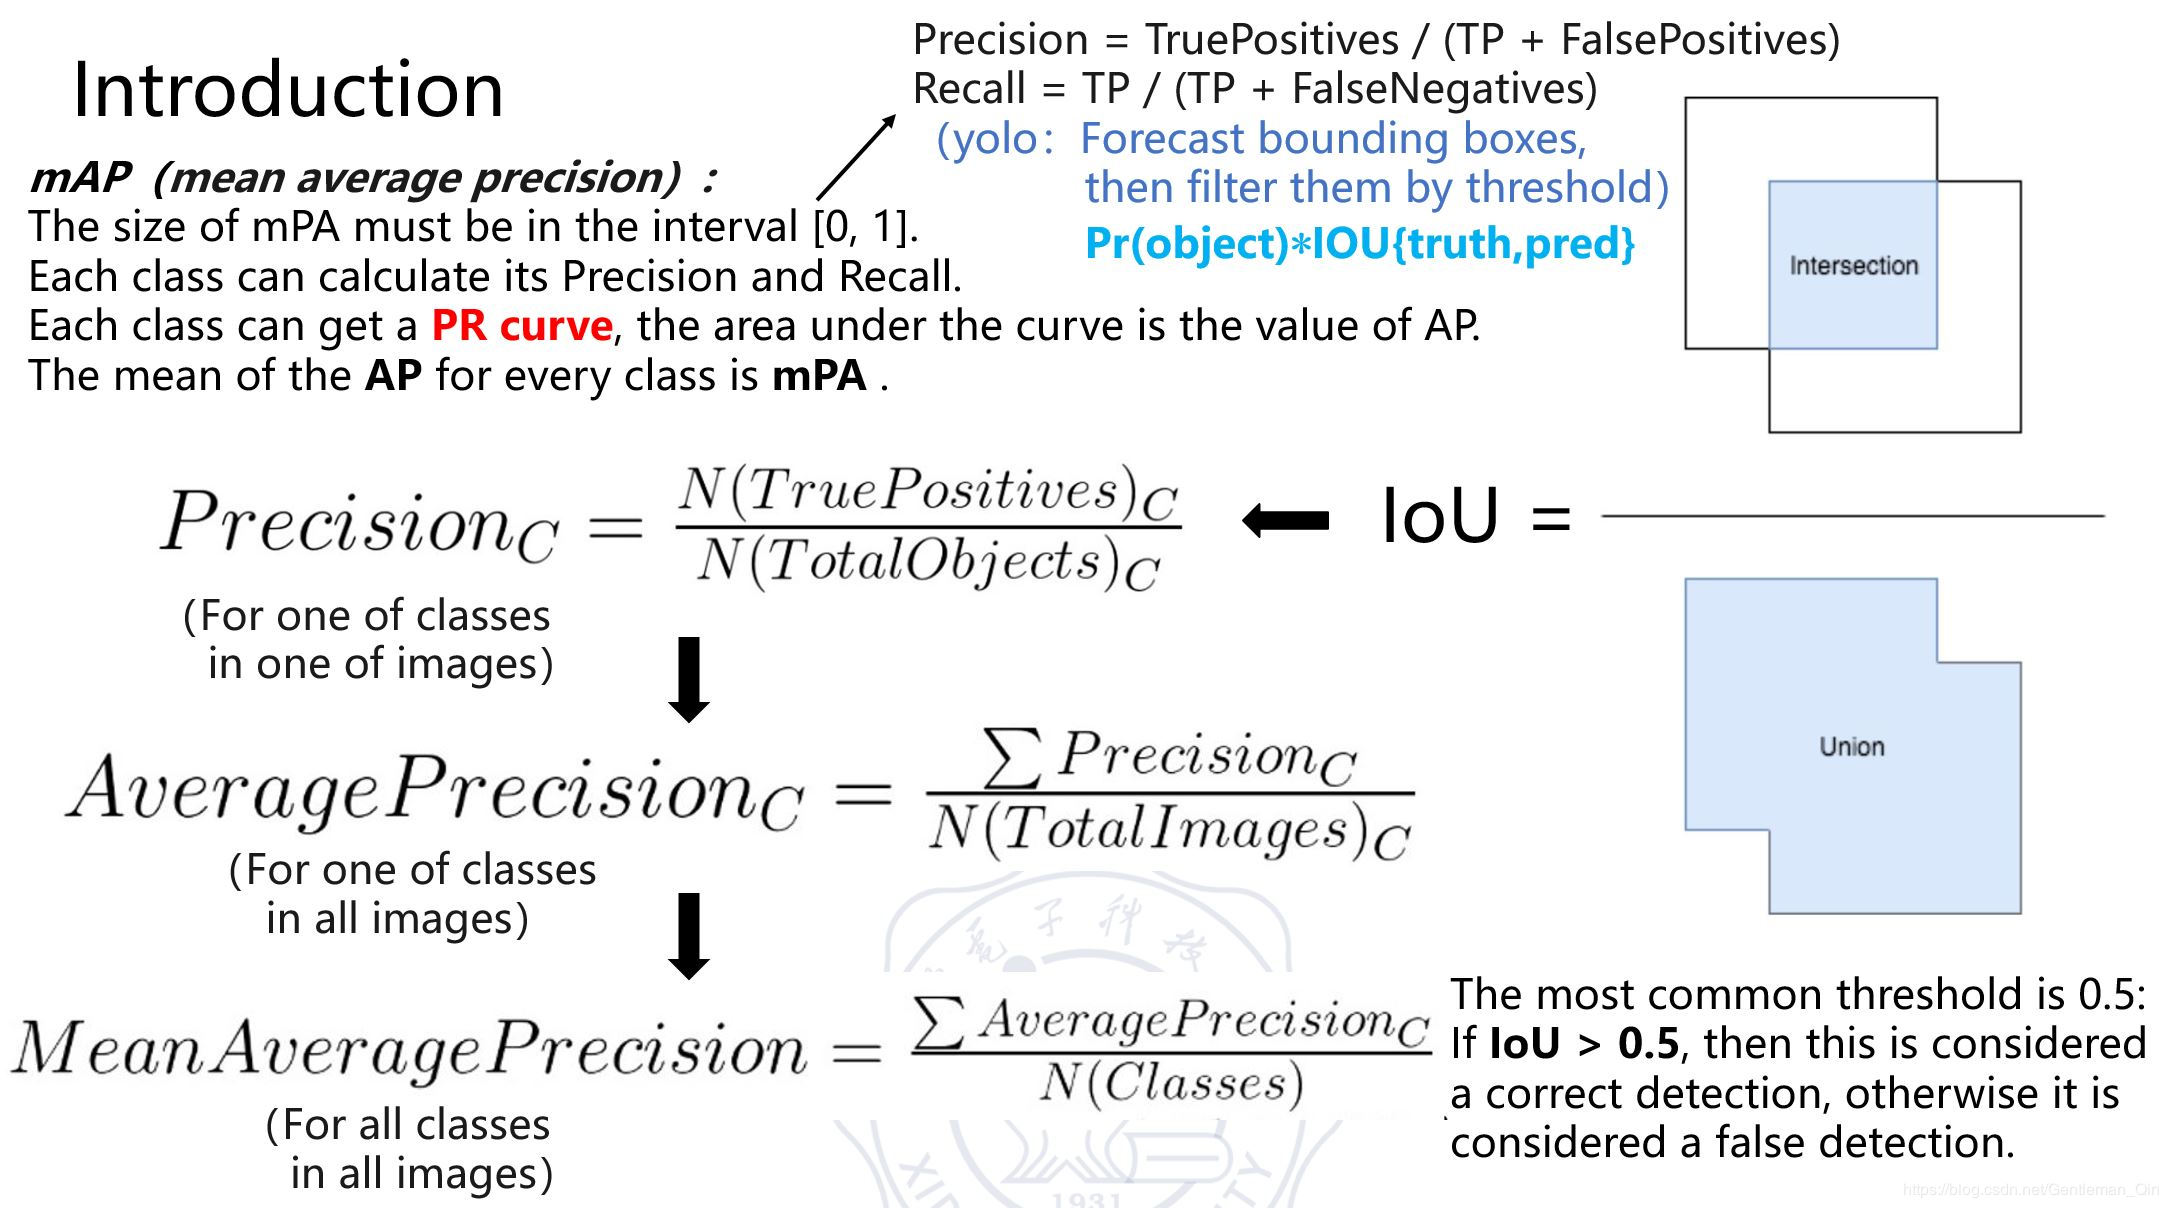 Introduction
Precision = TruePositives / (TP + FalsePositives)
Recall = TP / (TP + FalseNegatives)
(yolo：Forecast bounding boxes,
then filter them by threshold)
Pr(object)*IOU{truth,pred}
mAP (mean average precision) :
The size of mPA must be in the interval [0, 1].
Each class can calculate its Precision and Recall.
Each class can get a PR curve, the area under the curve is the value of AP.
The mean of the AP for every class is mPA .
Intersection
Precision_C = N(TruePositives)_C / N(TotalObjects)_C
IoU =
(For one of classes
in one of images)
Union
AveragePrecision_C = ∑ Precision_C / N(TotalImages)_C
(For one of classes
in all images)
电子科技
MeanAveragePrecision = ∑ AveragePrecision_C / N(Classes)
(For all classes
in all images)
The most common threshold is 0.5:
If IoU > 0.5, then this is considered
a correct detection, otherwise it is
considered a false detection.
1931
https://blog.csdn.net/Gentleman_Qin